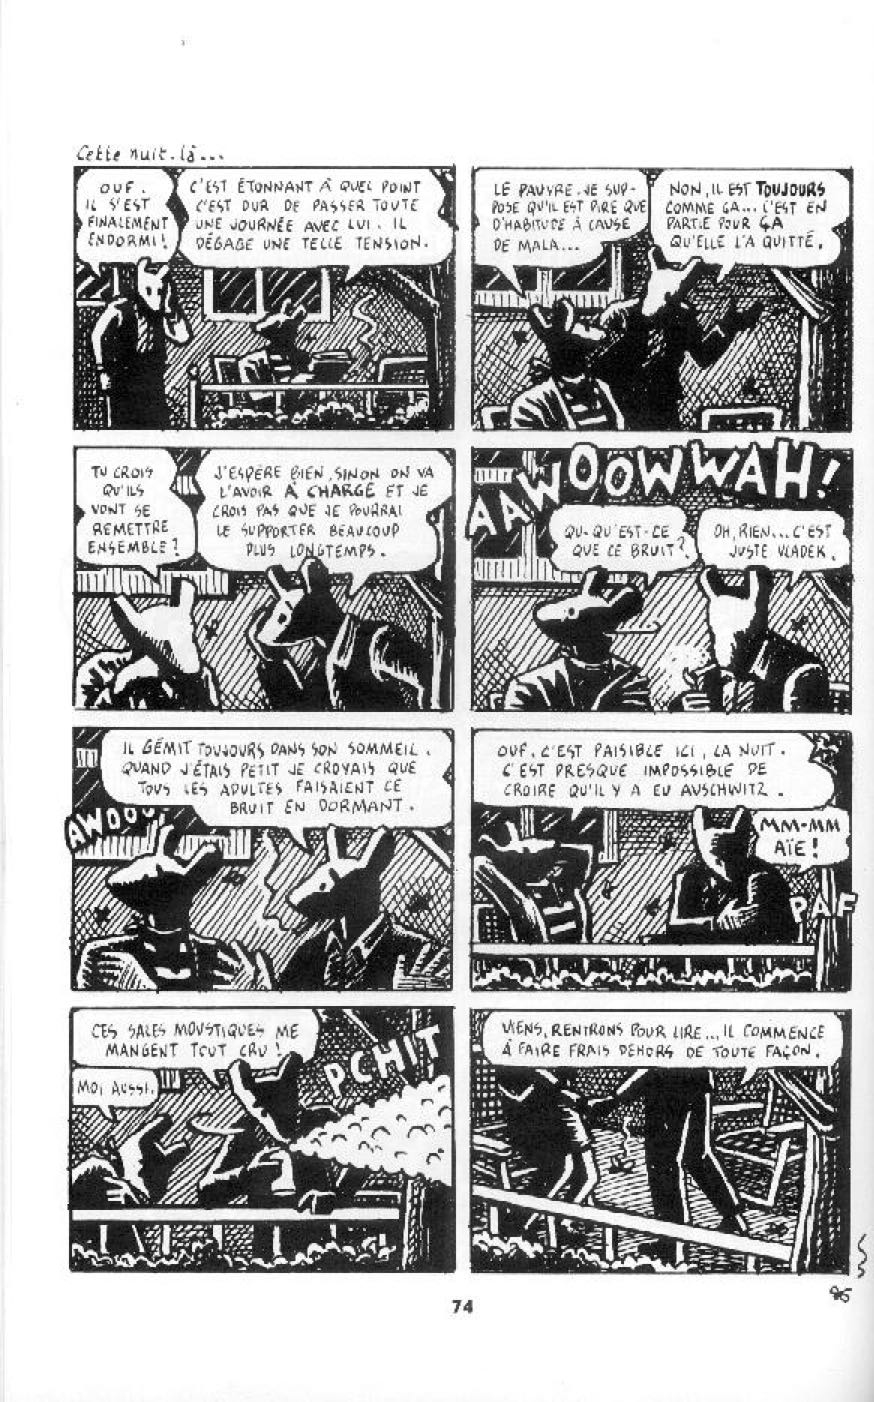 Cette nuit-là...
OUF.
IL S'EST
FINALEMENT
ENDORMI!
C'EST ÉTONNANT À QUEL POINT
C'EST DUR DE PASSER TOUTE
UNE JOURNÉE AVEC LUI. IL
DÉGAGE UNE TELLE TENSION.
LE PAUVRE. JE SUP-
POSE QU'IL EST PIRE QUE
D'HABITUDE À CAUSE
DE MALA...
NON, IL EST TOUJOURS
COMME ÇA... C'EST EN
PARTIE POUR ÇA
QU'ELLE L'A QUITTÉ.
TU CROIS
QU'ILS
VONT SE
REMETTRE
ENSEMBLE?
J'ESPÈRE BIEN, SINON ON VA
L'AVOIR À CHARGE ET JE
CROIS PAS QUE JE POURRAI
LE SUPPORTER BEAUCOUP
PLUS LONGTEMPS.
AAWOOWWAH!
QU-QU'EST-CE
QUE CE BRUIT?
OH, RIEN... C'EST
JUSTE VLADEK.
IL GÉMIT TOUJOURS DANS SON SOMMEIL.
QUAND J'ÉTAIS PETIT JE CROYAIS QUE
TOUS LES ADULTES FAISAIENT CE
BRUIT EN DORMANT.
AWOOU
OUF. C'EST PAISIBLE ICI, LA NUIT.
C'EST PRESQUE IMPOSSIBLE DE
CROIRE QU'IL Y A EU AUSCHWITZ.
MM-MM
AÏE!
PAF
CES SALES MOUSTIQUES ME
MANGENT TOUT CRU!
PCHIT
MOI AUSSI.
VIENS, RENTRONS POUR LIRE... IL COMMENCE
À FAIRE FRAIS DEHORS DE TOUTE FAÇON.
74